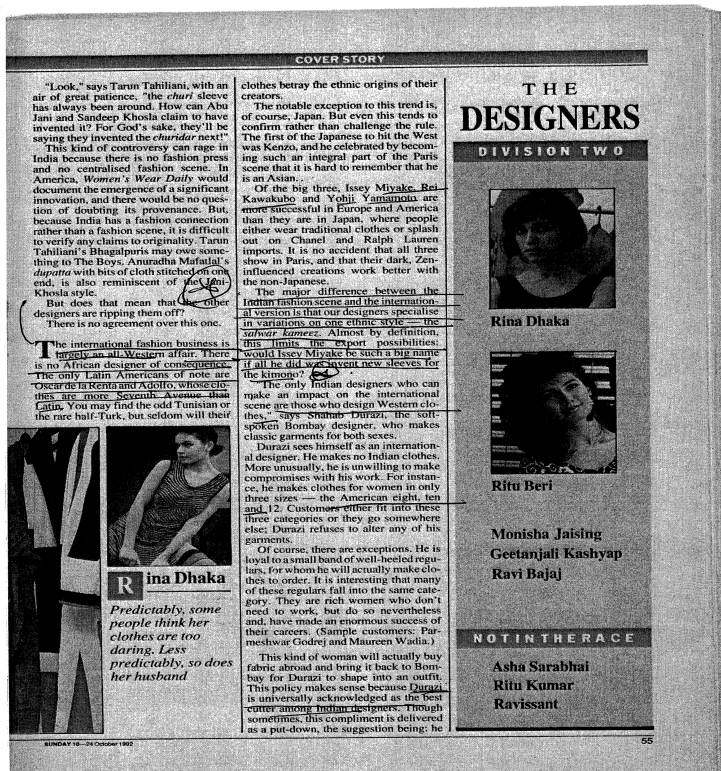 COVER STORY
"Look," says Tarun Tahiliani, with an
air of great patience, "the churi sleeve
has always been around. How can Abu
Jani and Sandeep Khosla claim to have
invented it? For God's sake, they'll be
saying they invented the churidar next!"
This kind of controversy can rage in
India because there is no fashion press
and no centralised fashion scene. In
America, Women's Wear Daily would
document the emergence of a significant
innovation, and there would be no ques-
tion of doubting its provenance. But,
because India has a fashion connection
rather than a fashion scene, it is difficult
to verify any claims to originality. Tarun
Tahiliani's Bhagalpuris may owe some-
thing to The Boys. Anuradha Mafatlal's
dupatta with bits of cloth stitched on one
end, is also reminiscent of the Jani-
Khosla style.
But does that mean that the other
designers are ripping them off?
There is no agreement over this one.
The international fashion business is
largely an all-Western affair. There
is no African designer of consequence.
The only Latin Americans of note are
Oscar de la Renta and Adolfo, whose clo-
thes are more Seventh Avenue than
Latin. You may find the odd Tunisian or
the rare half-Turk, but seldom will their
Rina Dhaka
Predictably, some
people think her
clothes are too
daring. Less
predictably, so does
her husband
clothes betray the ethnic origins of their
creators.
The notable exception to this trend is,
of course, Japan. But even this tends to
confirm rather than challenge the rule.
The first of the Japanese to hit the West
was Kenzo, and he celebrated by becom-
ing such an integral part of the Paris
scene that it is hard to remember that he
is an Asian.
Of the big three, Issey Miyake, Rei
Kawakubo and Yohji Yamamoto are
more successful in Europe and America
than they are in Japan, where people
either wear traditional clothes or splash
out on Chanel and Ralph Lauren
imports. It is no accident that all three
show in Paris, and that their dark, Zen-
influenced creations work better with
the non-Japanese.
The major difference between the
Indian fashion scene and the internation-
al version is that our designers specialise
in variations on one ethnic style — the
salwar kameez. Almost by definition,
this limits the export possibilities:
would Issey Miyake be such a big name
if all he did was invent new sleeves for
the kimono?
"The only Indian designers who can
make an impact on the international
scene are those who design Western clo-
thes," says Shahab Durazi, the soft-
spoken Bombay designer, who makes
classic garments for both sexes.
Durazi sees himself as an internation-
al designer. He makes no Indian clothes.
More unusually, he is unwilling to make
compromises with his work. For instan-
ce, he makes clothes for women in only
three sizes — the American eight, ten
and 12. Customers either fit into these
three categories or they go somewhere
else; Durazi refuses to alter any of his
garments.
Of course, there are exceptions. He is
loyal to a small band of well-heeled regu-
lars, for whom he will actually make clo-
thes to order. It is interesting that many
of these regulars fall into the same cate-
gory. They are rich women who don't
need to work, but do so nevertheless
and, have made an enormous success of
their careers. (Sample customers: Par-
meshwar Godrej and Maureen Wadia.)
This kind of woman will actually buy
fabric abroad and bring it back to Bom-
bay for Durazi to shape into an outfit.
This policy makes sense because Durazi
is universally acknowledged as the best
cutter among Indian designers. Though
sometimes, this compliment is delivered
as a put-down, the suggestion being: he
THE
DESIGNERS
DIVISION TWO
Rina Dhaka
Ritu Beri
Monisha Jaising
Geetanjali Kashyap
Ravi Bajaj
NOT IN THE RACE
Asha Sarabhai
Ritu Kumar
Ravissant
SUNDAY 18—24 October 1992
55